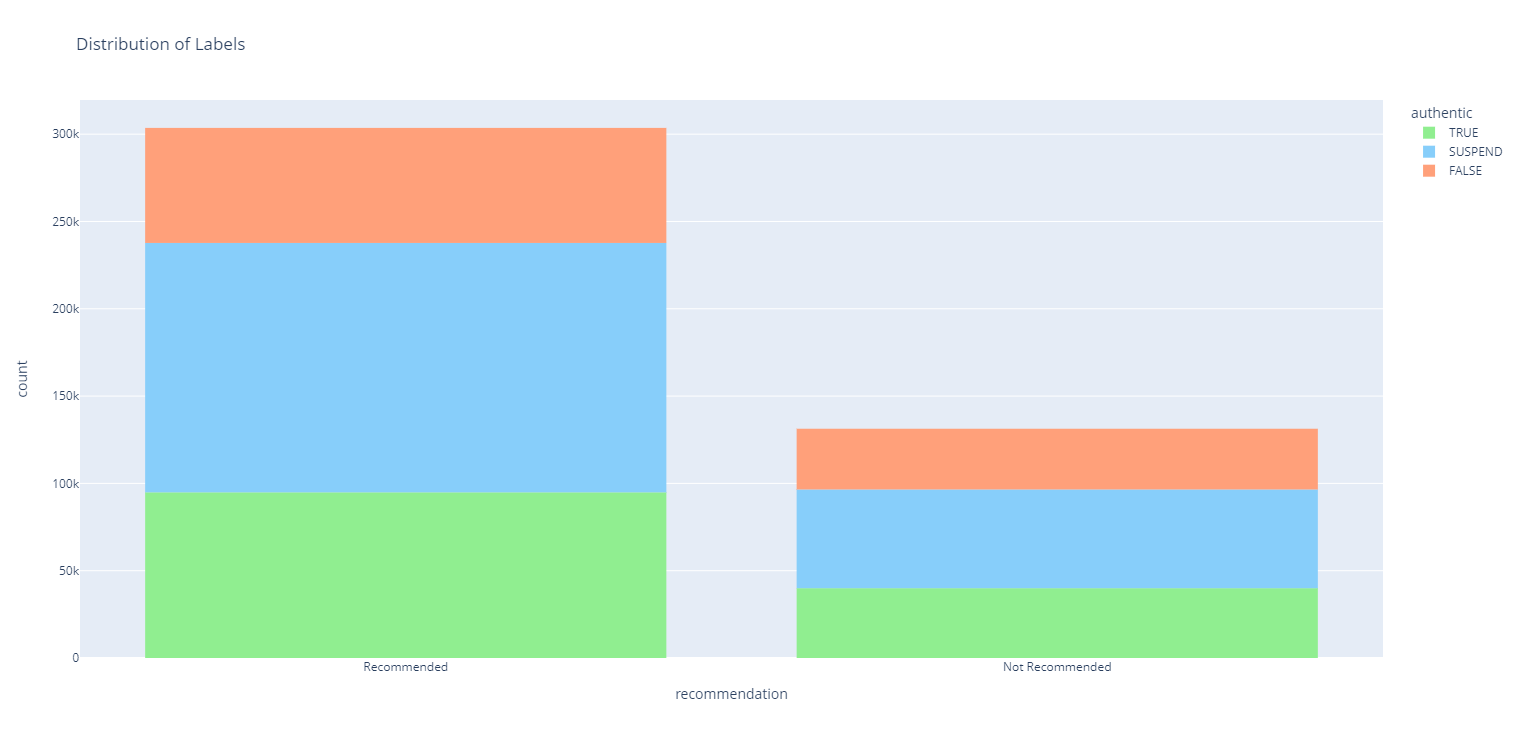 Distribution of Labels
authentic
TRUE
SUSPEND
FALSE
300k
250k
200k
150k
100k
50k
0
count
Recommended
Not Recommended
recommendation